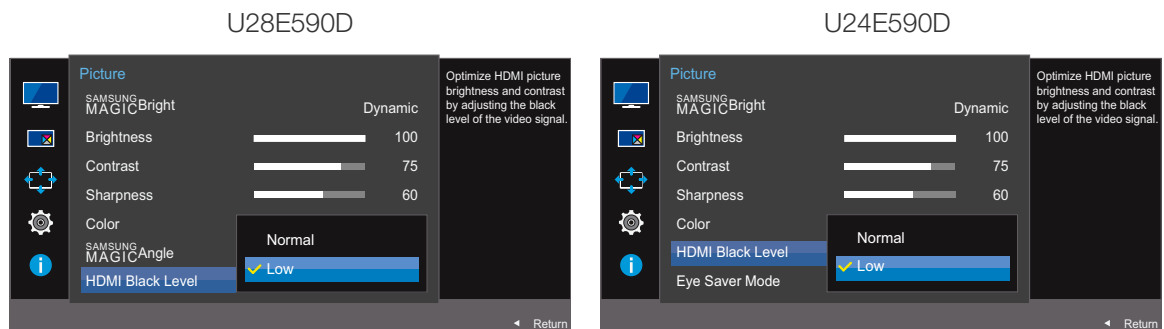 U28E590D
Picture
SAMSUNG
MAGICBright Dynamic
Brightness 100
Contrast 75
Sharpness 60
Color
SAMSUNG
MAGICAngle
HDMI Black Level
Normal
Low
Optimize HDMI picture
brightness and contrast
by adjusting the black
level of the video signal.
Return
U24E590D
Picture
SAMSUNG
MAGICBright Dynamic
Brightness 100
Contrast 75
Sharpness 60
Color
HDMI Black Level
Eye Saver Mode
Normal
Low
Optimize HDMI picture
brightness and contrast
by adjusting the black
level of the video signal.
Return